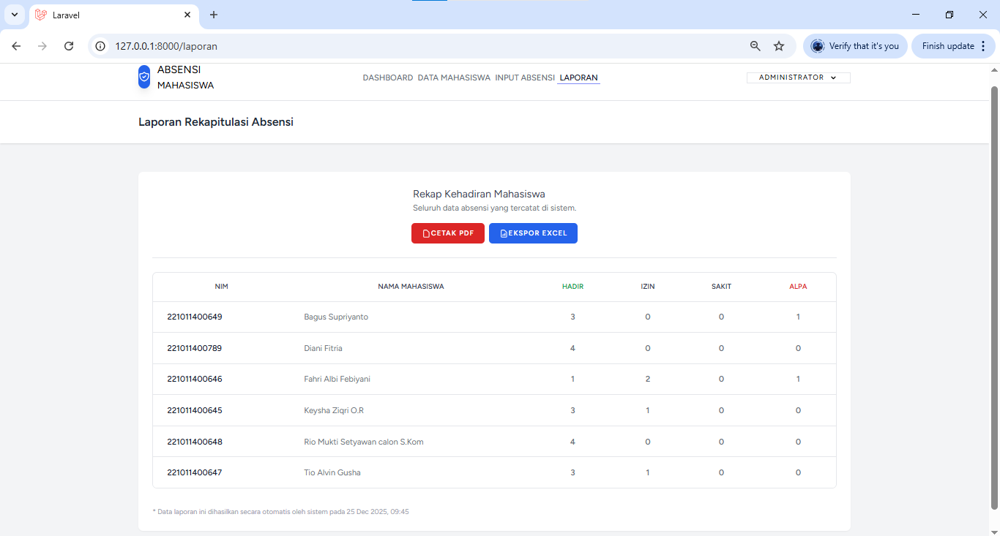 Laravel
127.0.0.1:8000/laporan
Verify that it's you
Finish update
ABSENSI
MAHASISWA
DASHBOARD DATA MAHASISWA INPUT ABSENSI LAPORAN
ADMINISTRATOR
Laporan Rekapitulasi Absensi
Rekap Kehadiran Mahasiswa
Seluruh data absensi yang tercatat di sistem.
CETAK PDF EKSPOR EXCEL
NIM NAMA MAHASISWA HADIR IZIN SAKIT ALPA
221011400649 Bagus Supriyanto 3 0 0 1
221011400789 Diani Fitria 4 0 0 0
221011400646 Fahri Albi Febiyani 1 2 0 1
221011400645 Keysha Ziqri O.R 3 1 0 0
221011400648 Rio Mukti Setyawan calon S.Kom 4 0 0 0
221011400647 Tio Alvin Gusha 3 1 0 0
* Data laporan ini dihasilkan secara otomatis oleh sistem pada 25 Dec 2025, 09:45